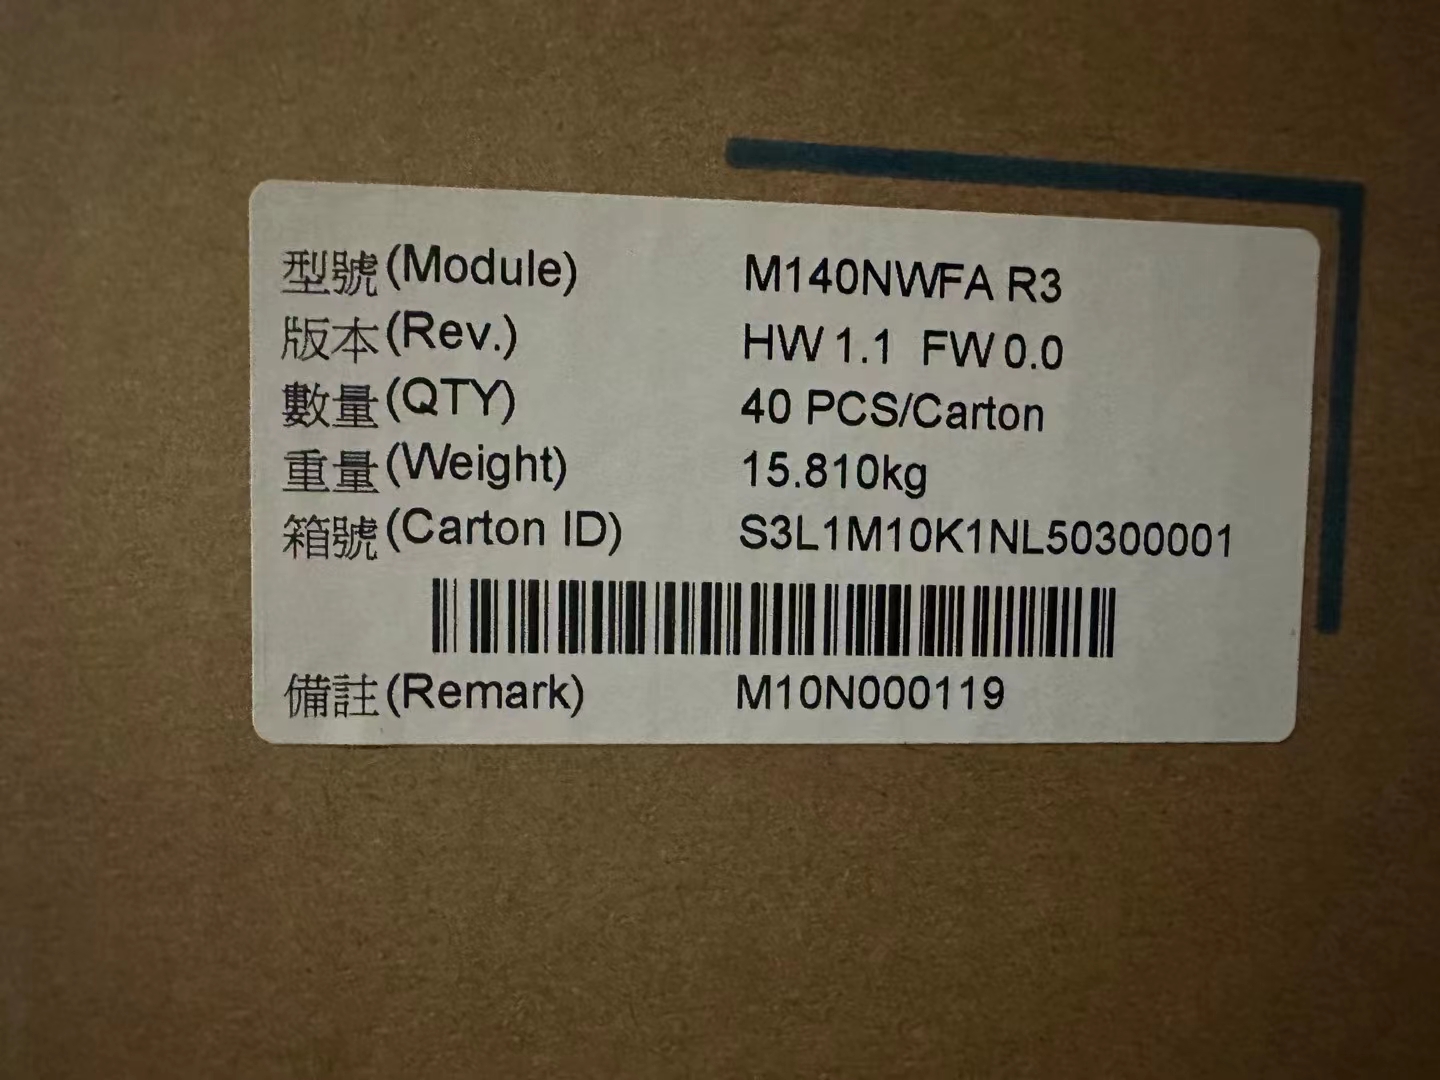 型號(Module) M140NWFA R3
版本(Rev.) HW 1.1 FW 0.0
數量(QTY) 40 PCS/Carton
重量(Weight) 15.810kg
箱號(Carton ID) S3L1M10K1NL50300001
備註(Remark) M10N000119